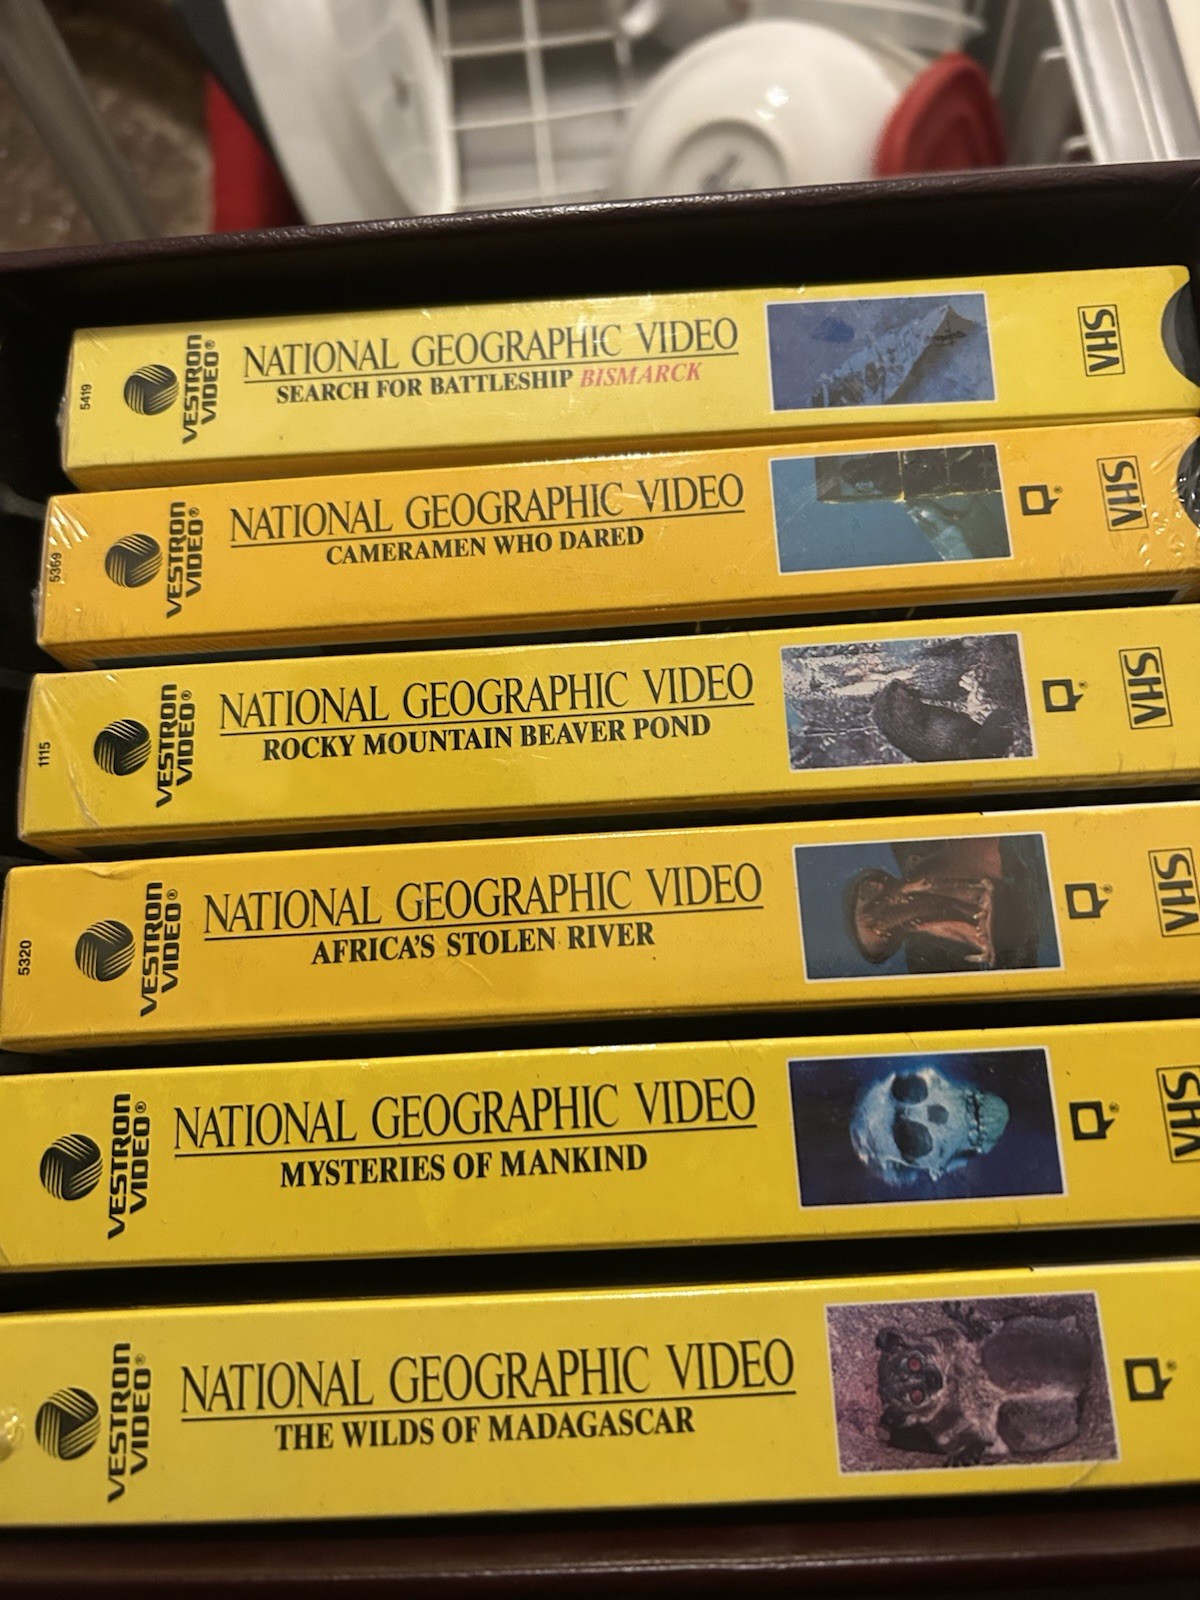 5419
VESTRON
VIDEO®
NATIONAL GEOGRAPHIC VIDEO
SEARCH FOR BATTLESHIP BISMARCK
VHS
5369
VESTRON
VIDEO®
NATIONAL GEOGRAPHIC VIDEO
CAMERAMEN WHO DARED
®
VHS
1115
VESTRON
VIDEO®
NATIONAL GEOGRAPHIC VIDEO
ROCKY MOUNTAIN BEAVER POND
®
VHS
5320
VESTRON
VIDEO®
NATIONAL GEOGRAPHIC VIDEO
AFRICA'S STOLEN RIVER
®
VHS
VESTRON
VIDEO®
NATIONAL GEOGRAPHIC VIDEO
MYSTERIES OF MANKIND
®
VHS
VESTRON
VIDEO®
NATIONAL GEOGRAPHIC VIDEO
THE WILDS OF MADAGASCAR
®